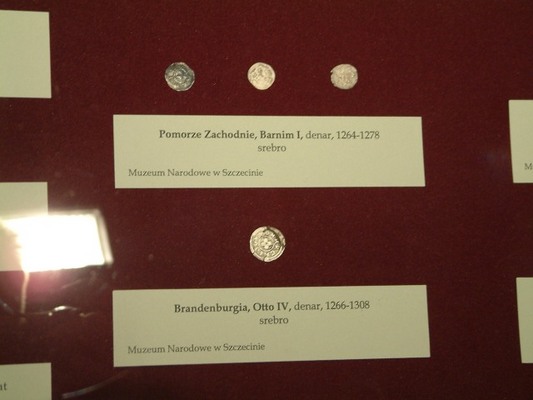 Pomorze Zachodnie, Barnim I, denar, 1264-1278
srebro
Muzeum Narodowe w Szczecinie
Brandenburgia, Otto IV, denar, 1266-1308
srebro
Muzeum Narodowe w Szczecinie
at
M